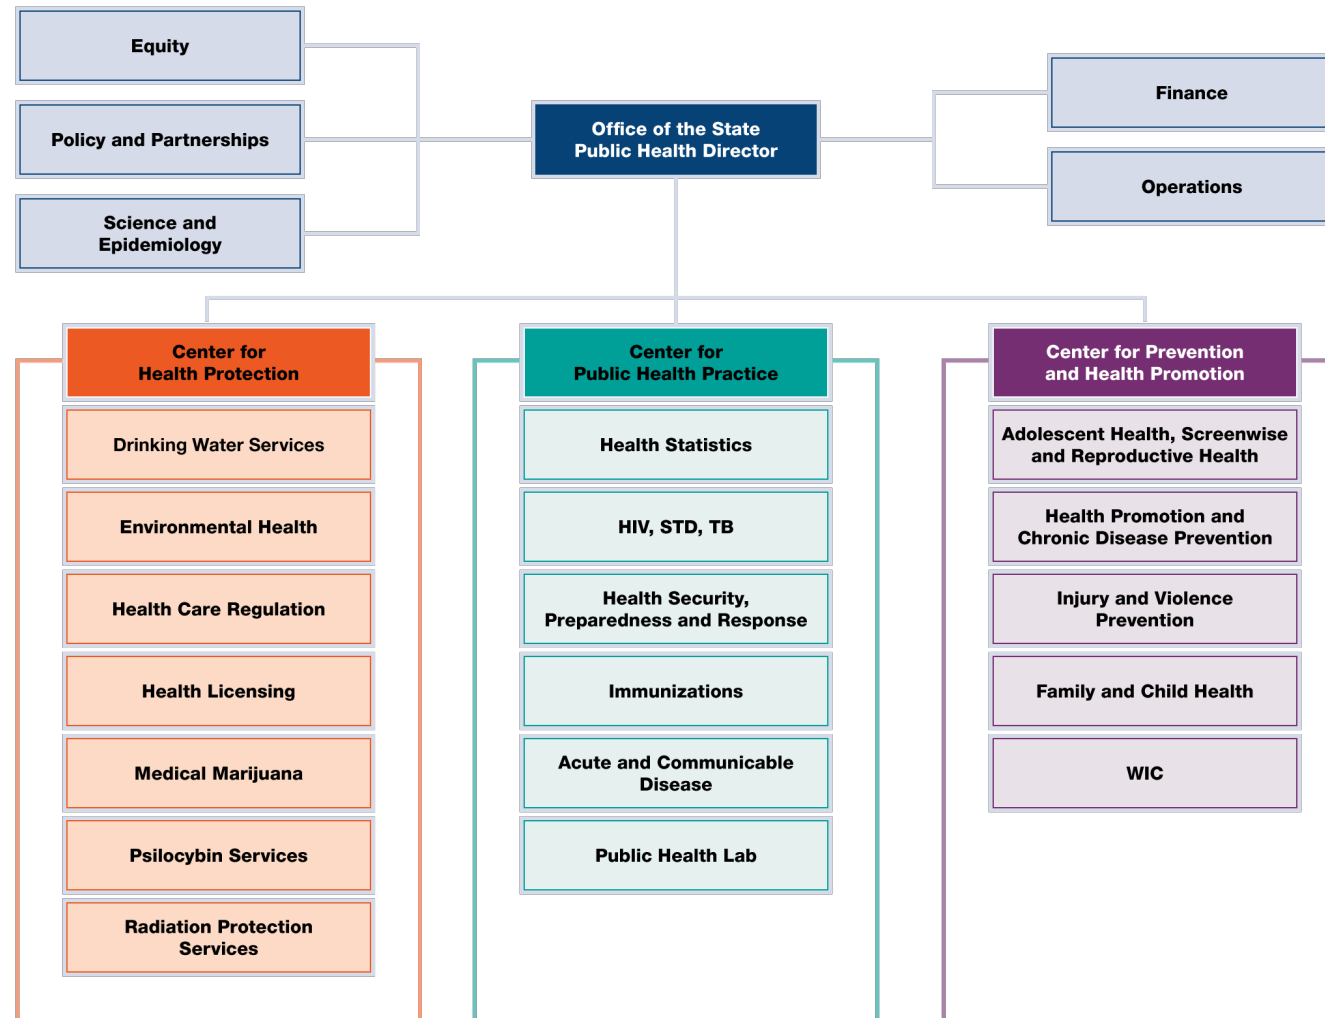 Equity
Policy and Partnerships
Science and
Epidemiology
Office of the State
Public Health Director
Finance
Operations
Center for
Health Protection
Drinking Water Services
Environmental Health
Health Care Regulation
Health Licensing
Medical Marijuana
Psilocybin Services
Radiation Protection
Services
Center for
Public Health Practice
Health Statistics
HIV, STD, TB
Health Security,
Preparedness and Response
Immunizations
Acute and Communicable
Disease
Public Health Lab
Center for Prevention
and Health Promotion
Adolescent Health, Screenwise
and Reproductive Health
Health Promotion and
Chronic Disease Prevention
Injury and Violence
Prevention
Family and Child Health
WIC